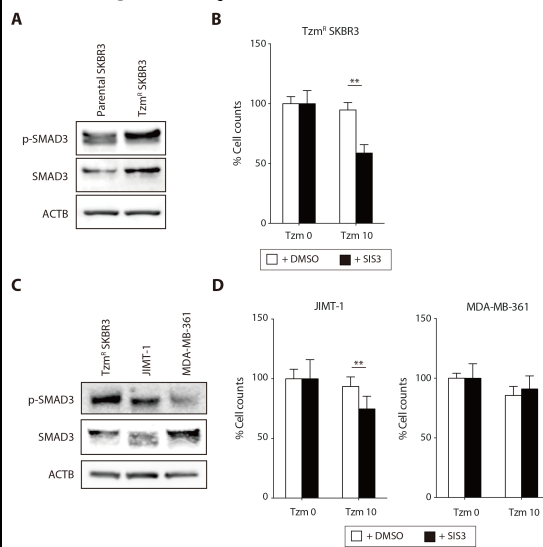 A
Parental SKBR3
Tzmᴿ SKBR3
p-SMAD3
SMAD3
ACTB
B
Tzmᴿ SKBR3
% Cell counts
150
100
50
0
**
Tzm 0
Tzm 10
+ DMSO
+ SIS3
C
Tzmᴿ SKBR3
JIMT-1
MDA-MB-361
p-SMAD3
SMAD3
ACTB
D
JIMT-1
% Cell counts
150
100
50
0
**
Tzm 0
Tzm 10
MDA-MB-361
% Cell counts
150
100
50
0
Tzm 0
Tzm 10
+ DMSO
+ SIS3